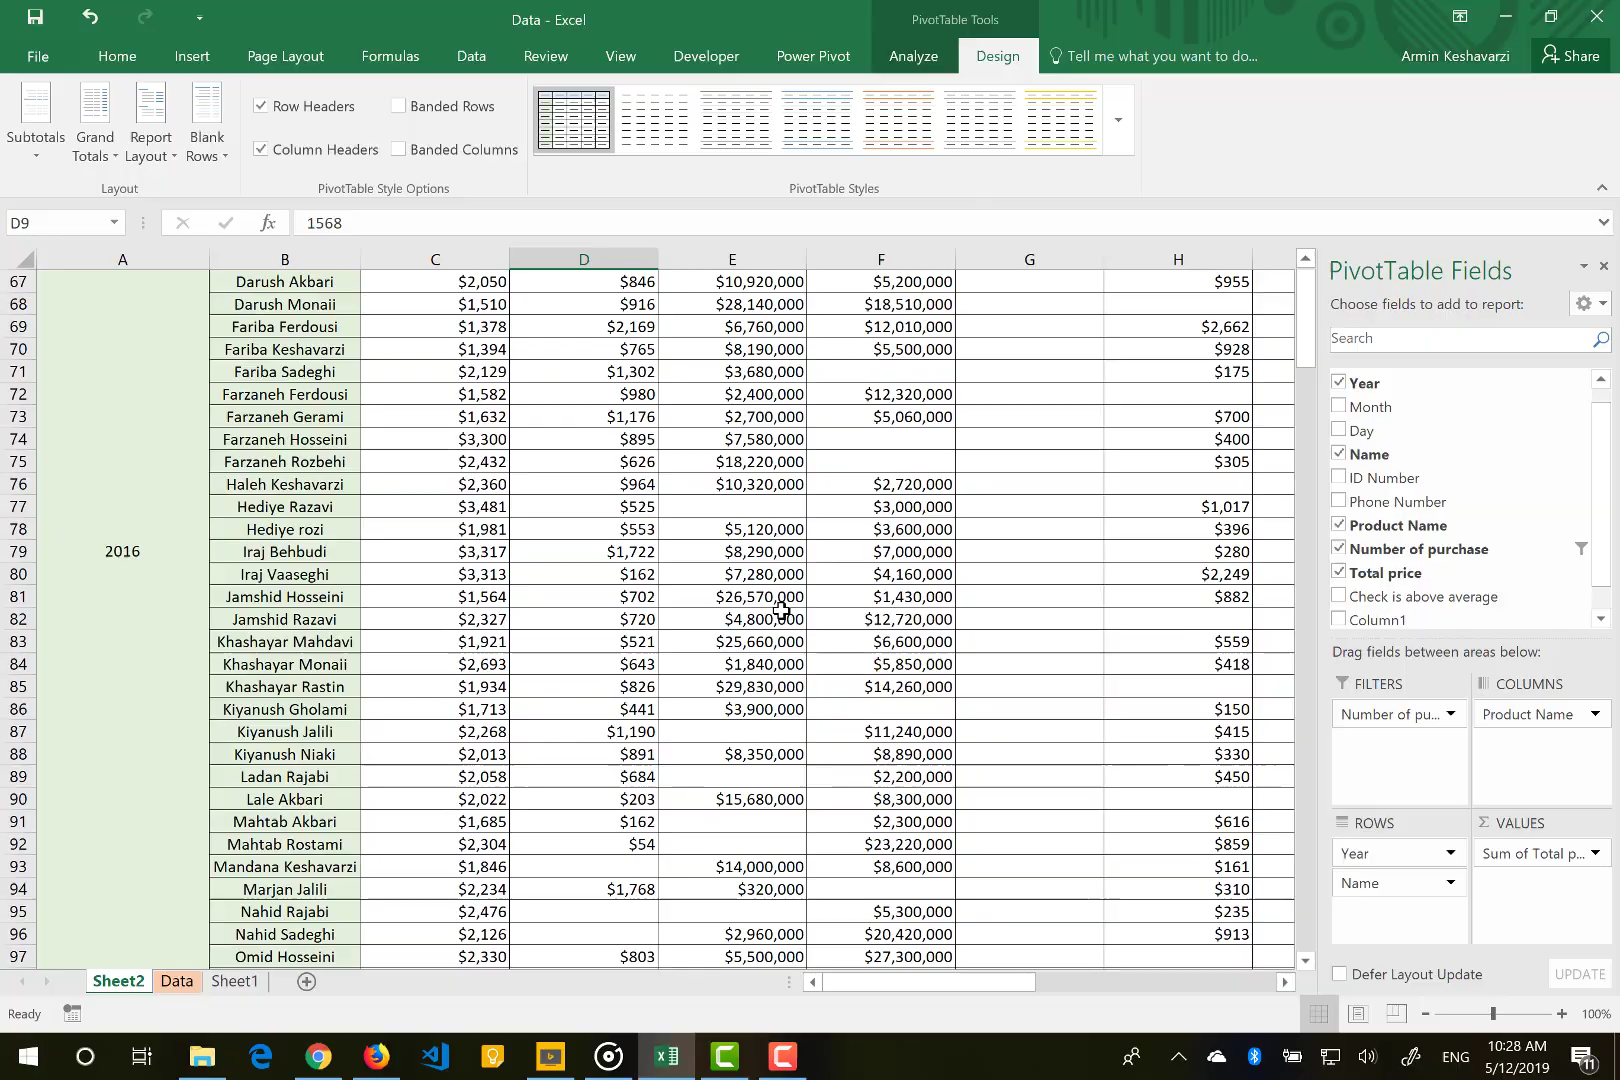 Data - Excel
PivotTable Tools
File
Home
Insert
Page Layout
Formulas
Data
Review
View
Developer
Power Pivot
Analyze
Design
Tell me what you want to do...
Armin Keshavarzi
Share
Subtotals
Grand Totals
Report Layout
Blank Rows
Row Headers
Banded Rows
Column Headers
Banded Columns
Layout
PivotTable Style Options
PivotTable Styles
D9
fx
1568
A B C D E F G H
67 Darush Akbari $2,050 $846 $10,920,000 $5,200,000 $955
68 Darush Monaii $1,510 $916 $28,140,000 $18,510,000
69 Fariba Ferdousi $1,378 $2,169 $6,760,000 $12,010,000 $2,662
70 Fariba Keshavarzi $1,394 $765 $8,190,000 $5,500,000 $928
71 Fariba Sadeghi $2,129 $1,302 $3,680,000 $175
72 Farzaneh Ferdousi $1,582 $980 $2,400,000 $12,320,000
73 Farzaneh Gerami $1,632 $1,176 $2,700,000 $5,060,000 $700
74 Farzaneh Hosseini $3,300 $895 $7,580,000 $400
75 Farzaneh Rozbehi $2,432 $626 $18,220,000 $305
76 Haleh Keshavarzi $2,360 $964 $10,320,000 $2,720,000
77 Hediye Razavi $3,481 $525 $3,000,000 $1,017
78 Hediye rozi $1,981 $553 $5,120,000 $3,600,000 $396
79 2016 Iraj Behbudi $3,317 $1,722 $8,290,000 $7,000,000 $280
80 Iraj Vaaseghi $3,313 $162 $7,280,000 $4,160,000 $2,249
81 Jamshid Hosseini $1,564 $702 $26,570,000 $1,430,000 $882
82 Jamshid Razavi $2,327 $720 $4,800,000 $12,720,000
83 Khashayar Mahdavi $1,921 $521 $25,660,000 $6,600,000 $559
84 Khashayar Monaii $2,693 $643 $1,840,000 $5,850,000 $418
85 Khashayar Rastin $1,934 $826 $29,830,000 $14,260,000
86 Kiyanush Gholami $1,713 $441 $3,900,000 $150
87 Kiyanush Jalili $2,268 $1,190 $11,240,000 $415
88 Kiyanush Niaki $2,013 $891 $8,350,000 $8,890,000 $330
89 Ladan Rajabi $2,058 $684 $2,200,000 $450
90 Lale Akbari $2,022 $203 $15,680,000 $8,300,000
91 Mahtab Akbari $1,685 $162 $2,300,000 $616
92 Mahtab Rostami $2,304 $54 $23,220,000 $859
93 Mandana Keshavarzi $1,846 $14,000,000 $8,600,000 $161
94 Marjan Jalili $2,234 $1,768 $320,000 $310
95 Nahid Rajabi $2,476 $5,300,000 $235
96 Nahid Sadeghi $2,126 $2,960,000 $20,420,000 $913
97 Omid Hosseini $2,330 $803 $5,500,000 $27,300,000
PivotTable Fields
Choose fields to add to report:
Search
Year
Month
Day
Name
ID Number
Phone Number
Product Name
Number of purchase
Total price
Check is above average
Column1
Drag fields between areas below:
FILTERS
COLUMNS
Number of pu...
Product Name
ROWS
Σ VALUES
Year
Sum of Total p...
Name
Defer Layout Update
UPDATE
Sheet2
Data
Sheet1
Ready
100%
ENG
10:28 AM
5/12/2019
11